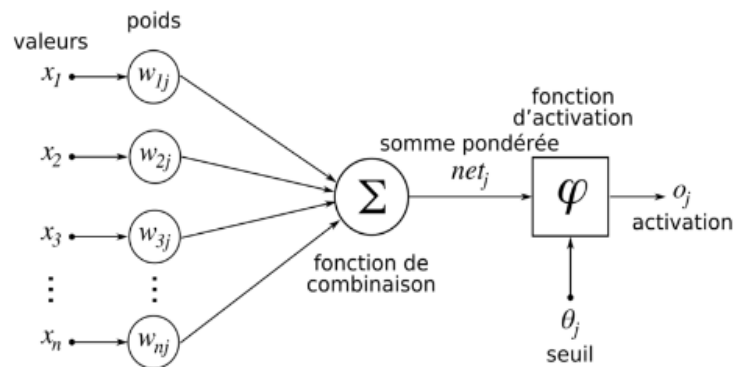 poids
valeurs
x₁
w₁ⱼ
fonction
d'activation
x₂
w₂ⱼ
somme pondérée
netⱼ
Σ
φ
oⱼ
activation
x₃
w₃ⱼ
fonction de
combinaison
⋮
⋮
θⱼ
seuil
xₙ
wₙⱼ